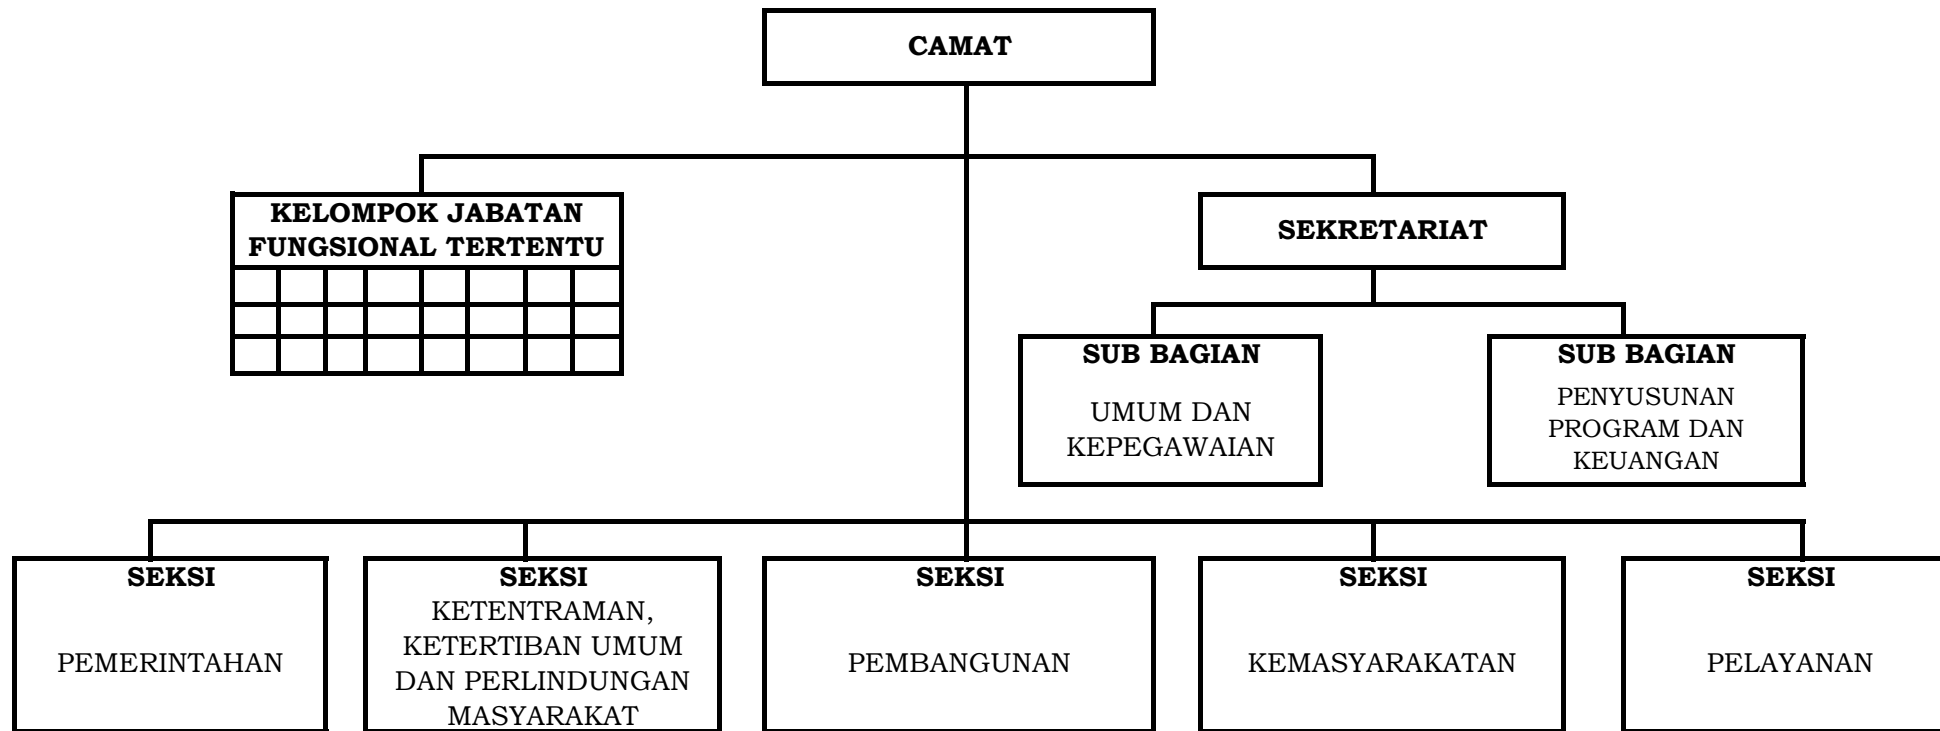 CAMAT
KELOMPOK JABATAN
FUNGSIONAL TERTENTU
SEKRETARIAT
SUB BAGIAN
UMUM DAN
KEPEGAWAIAN
SUB BAGIAN
PENYUSUNAN
PROGRAM DAN
KEUANGAN
SEKSI
PEMERINTAHAN
SEKSI
KETENTRAMAN,
KETERTIBAN UMUM
DAN PERLINDUNGAN
MASYARAKAT
SEKSI
PEMBANGUNAN
SEKSI
KEMASYARAKATAN
SEKSI
PELAYANAN